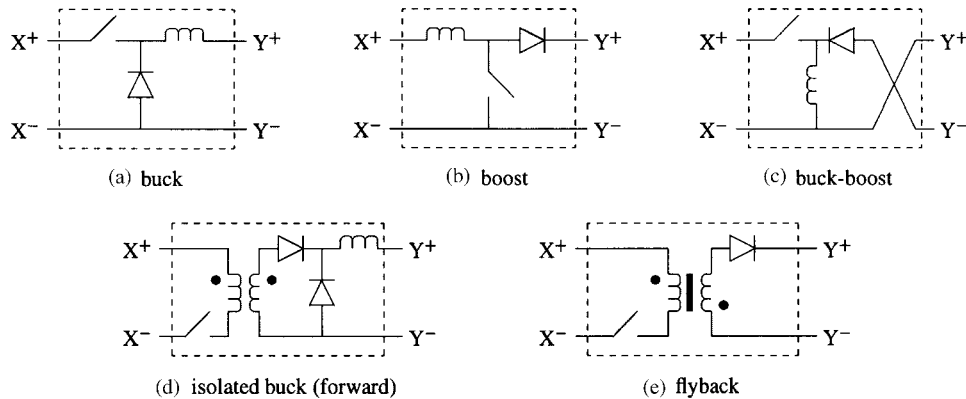 X+ Y+ X+ Y+ X+ Y+
X− Y− X− Y− X− Y−
(a) buck (b) boost (c) buck-boost
X+ Y+ X+ Y+
X− Y− X− Y−
(d) isolated buck (forward) (e) flyback